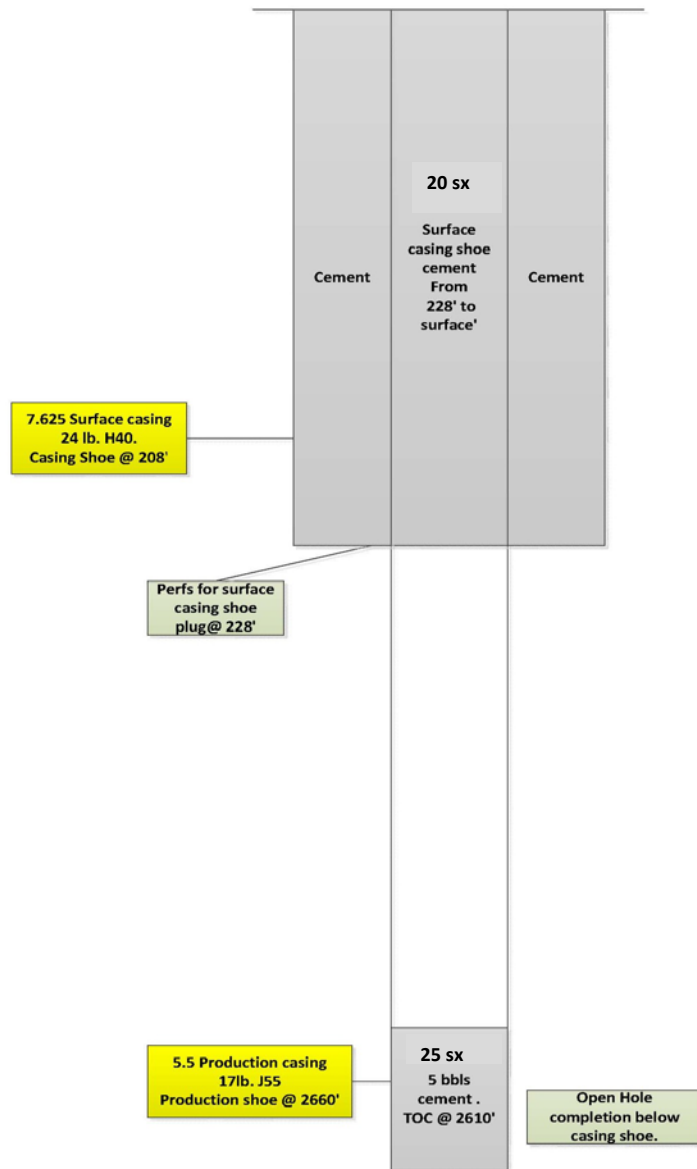 20 sx
Surface
casing shoe
cement
From
228' to
surface'
Cement
Cement
7.625 Surface casing
24 lb. H40.
Casing Shoe @ 208'
Perfs for surface
casing shoe
plug@ 228'
5.5 Production casing
17lb. J55
Production shoe @ 2660'
25 sx
5 bbls
cement .
TOC @ 2610'
Open Hole
completion below
casing shoe.